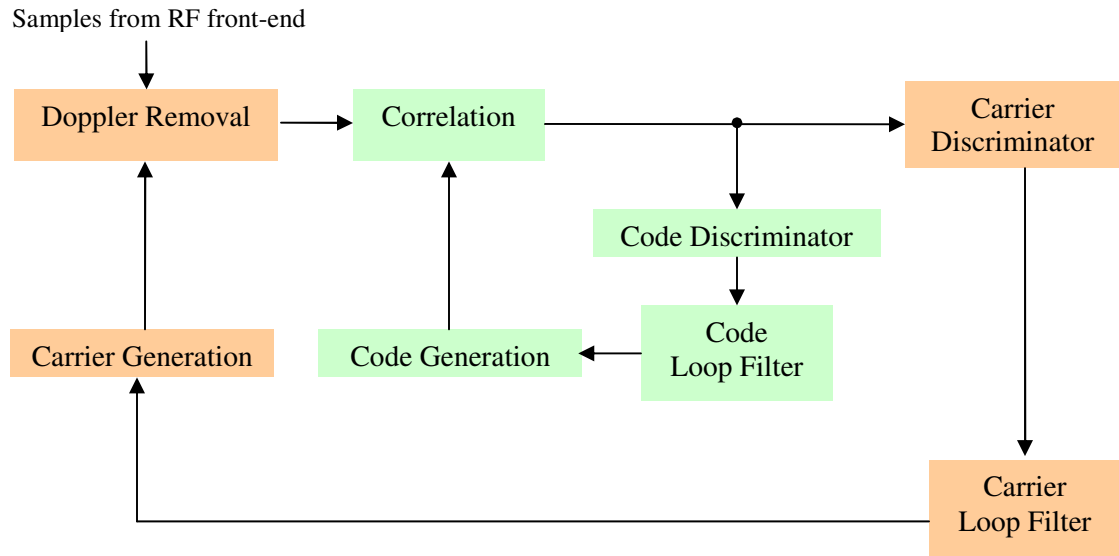 Samples from RF front-end
Doppler Removal
Correlation
Carrier
Discriminator
Code Discriminator
Carrier Generation
Code Generation
Code
Loop Filter
Carrier
Loop Filter